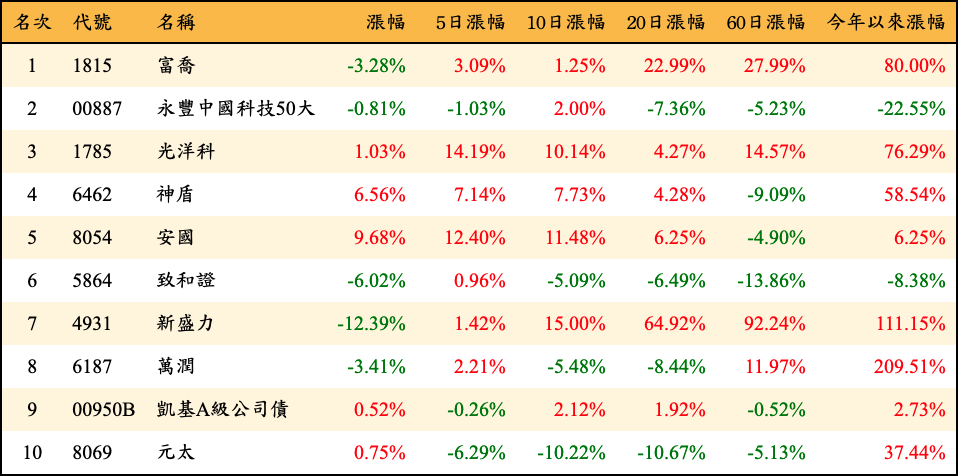 名次 代號 名稱 漲幅 5日漲幅 10日漲幅 20日漲幅 60日漲幅 今年以來漲幅
1 1815 富喬 -3.28% 3.09% 1.25% 22.99% 27.99% 80.00%
2 00887 永豐中國科技50大 -0.81% -1.03% 2.00% -7.36% -5.23% -22.55%
3 1785 光洋科 1.03% 14.19% 10.14% 4.27% 14.57% 76.29%
4 6462 神盾 6.56% 7.14% 7.73% 4.28% -9.09% 58.54%
5 8054 安國 9.68% 12.40% 11.48% 6.25% -4.90% 6.25%
6 5864 致和證 -6.02% 0.96% -5.09% -6.49% -13.86% -8.38%
7 4931 新盛力 -12.39% 1.42% 15.00% 64.92% 92.24% 111.15%
8 6187 萬潤 -3.41% 2.21% -5.48% -8.44% 11.97% 209.51%
9 00950B 凱基A級公司債 0.52% -0.26% 2.12% 1.92% -0.52% 2.73%
10 8069 元太 0.75% -6.29% -10.22% -10.67% -5.13% 37.44%